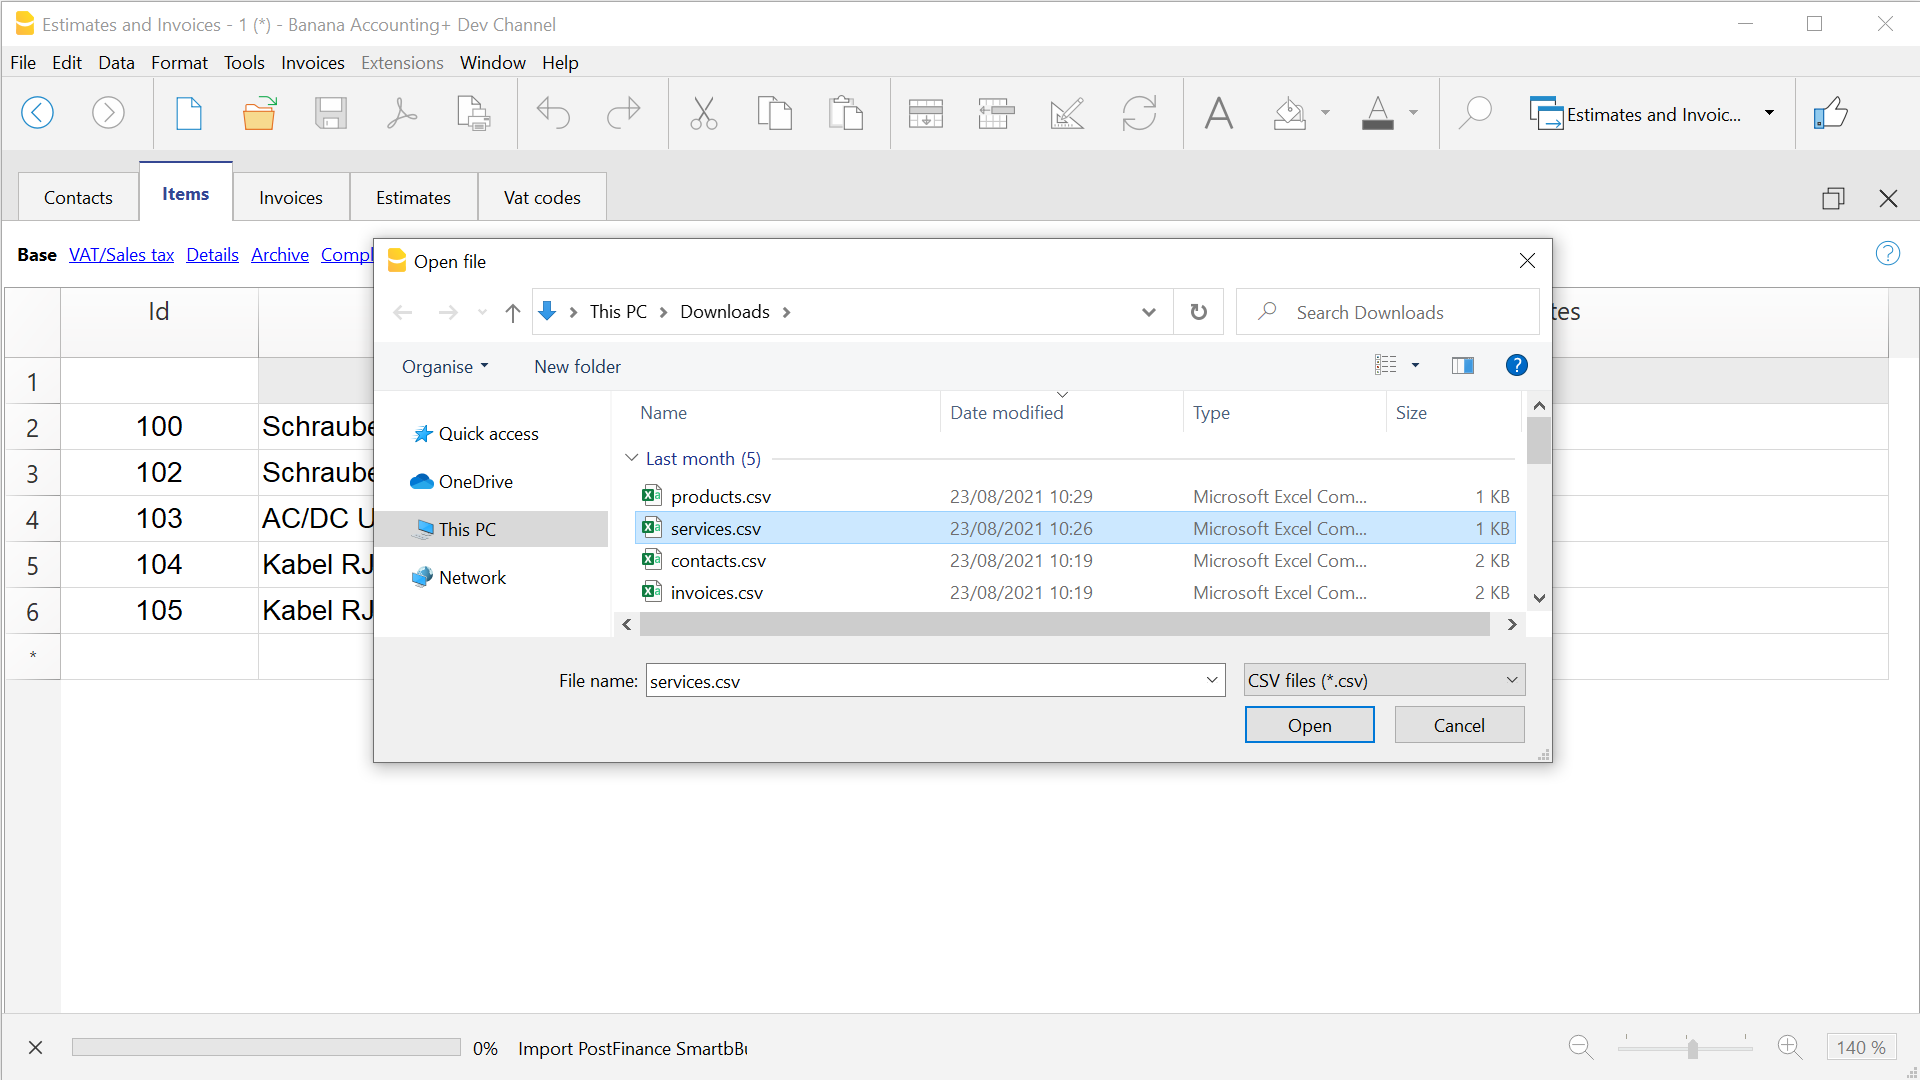 Estimates and Invoices - 1 (*) - Banana Accounting+ Dev Channel
File Edit Data Format Tools Invoices Extensions Window Help
Estimates and Invoic...
Contacts Items Invoices Estimates Vat codes
Base VAT/Sales tax Details Archive Compl
Open file
This PC Downloads
Search Downloads
Id
tes
Organise New folder
1
Name Date modified Type Size
2 100 Schraube
Quick access
Last month (5)
3 102 Schraube
OneDrive
products.csv 23/08/2021 10:29 Microsoft Excel Com... 1 KB
4 103 AC/DC U
This PC
services.csv 23/08/2021 10:26 Microsoft Excel Com... 1 KB
5 104 Kabel RJ
contacts.csv 23/08/2021 10:19 Microsoft Excel Com... 2 KB
Network
invoices.csv 23/08/2021 10:19 Microsoft Excel Com... 2 KB
6 105 Kabel RJ
*
File name: services.csv CSV files (*.csv)
Open Cancel
0% Import PostFinance SmartbBu
140 %